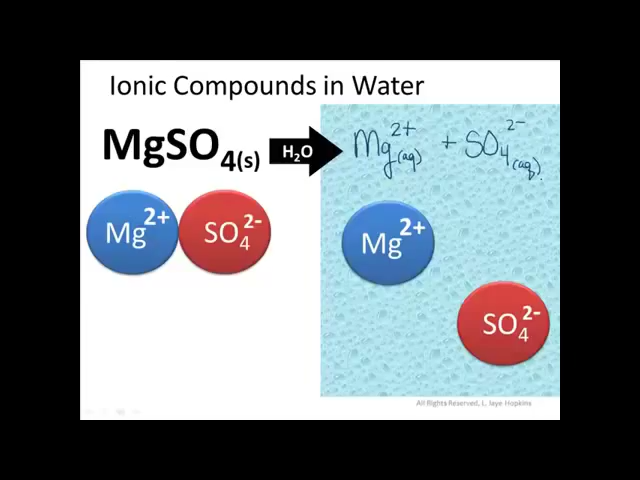 Ionic Compounds in Water
MgSO4(s) H2O Mg2+(aq) + SO42-(aq)
Mg2+ SO42-
Mg2+
SO42-
All Rights Reserved, L. Jaye Hopkins